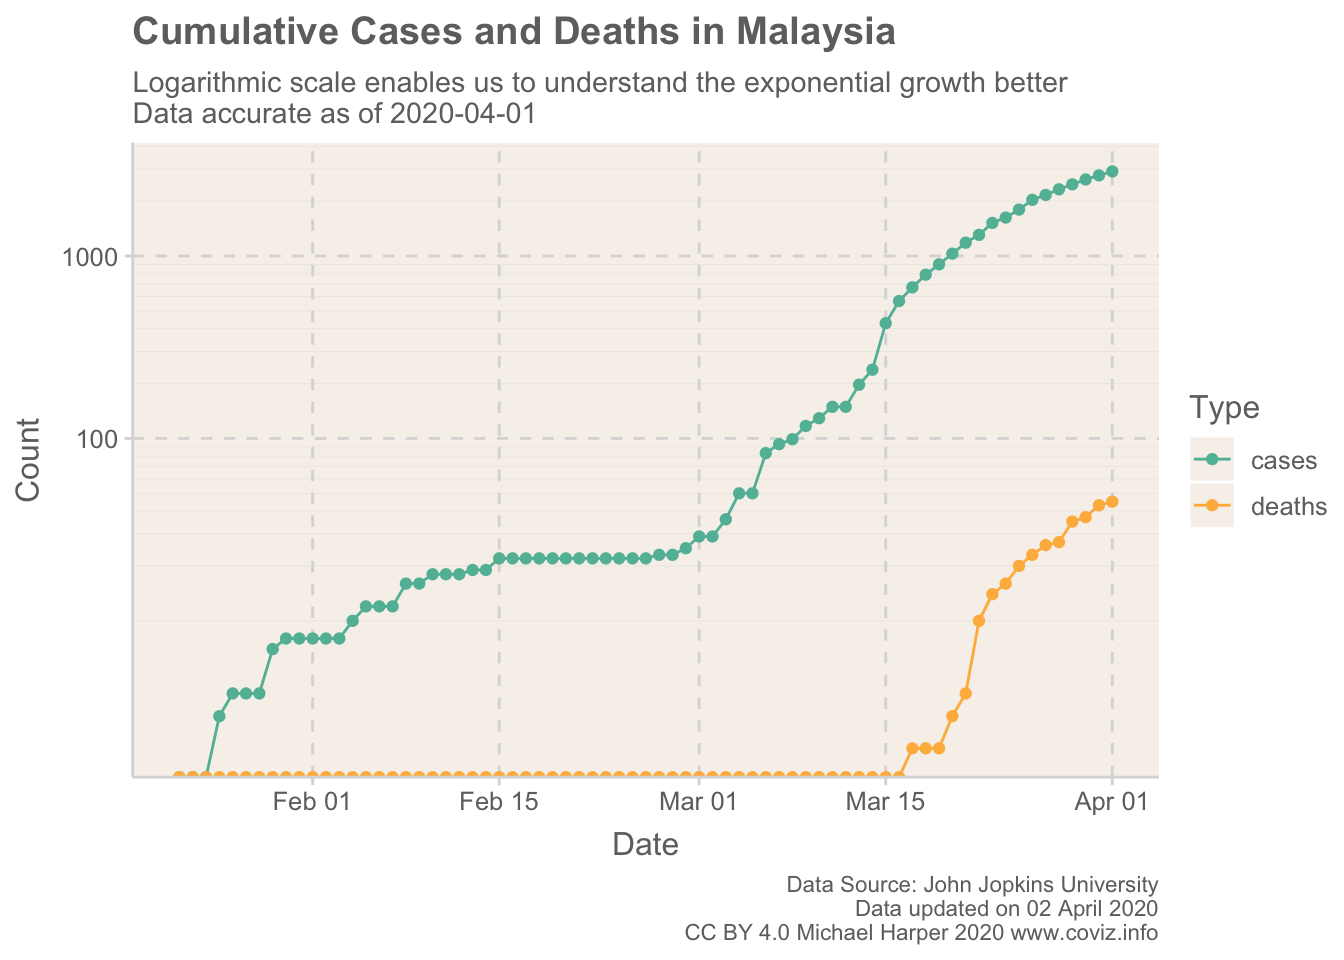 Cumulative Cases and Deaths in Malaysia
Logarithmic scale enables us to understand the exponential growth better
Data accurate as of 2020-04-01
1000
100
Count
Type
cases
deaths
Feb 01
Feb 15
Mar 01
Mar 15
Apr 01
Date
Data Source: John Jopkins University
Data updated on 02 April 2020
CC BY 4.0 Michael Harper 2020 www.coviz.info